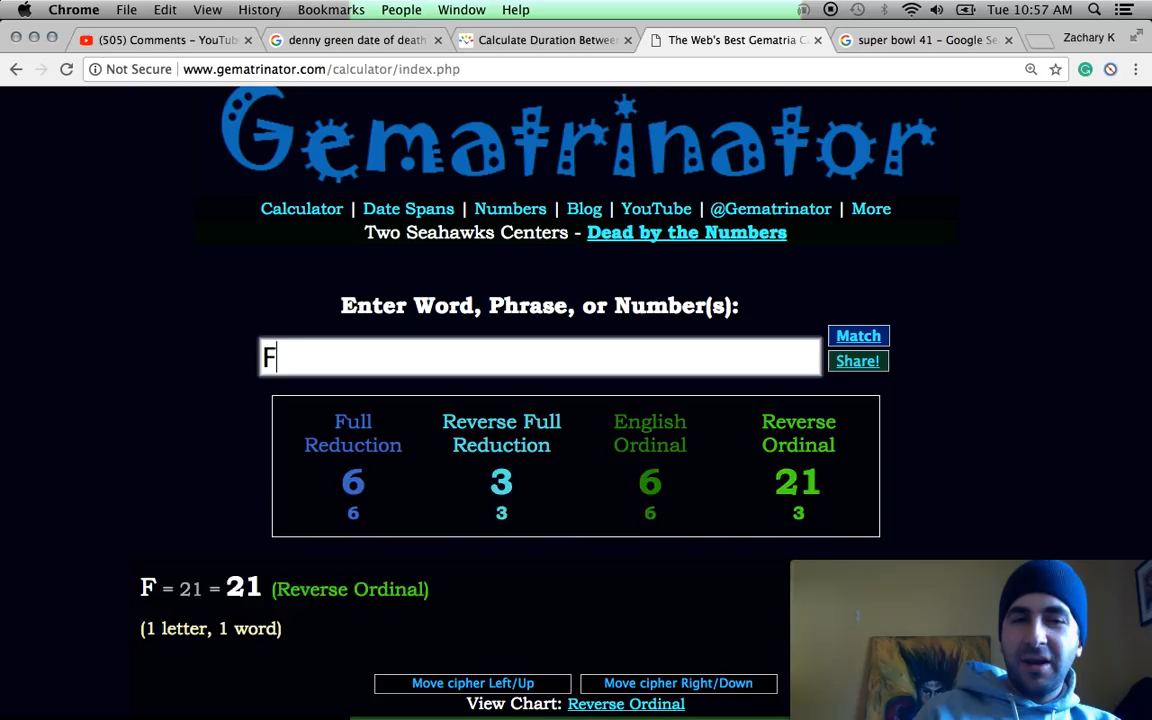 Chrome File Edit View History Bookmarks People Window Help Tue 10:57 AM
(505) Comments - YouTub denny green date of death Calculate Duration Betwee The Web's Best Gematria C super bowl 41 - Google Se Zachary K
Not Secure www.gematrinator.com/calculator/index.php
Gematrinator
Calculator | Date Spans | Numbers | Blog | YouTube | @Gematrinator | More
Two Seahawks Centers - Dead by the Numbers
Enter Word, Phrase, or Number(s):
Match
F
Share!
Full Reduction Reverse Full Reduction English Ordinal Reverse Ordinal
6 3 6 21
6 3 6 3
F = 21 = 21 (Reverse Ordinal)
(1 letter, 1 word)
Move cipher Left/Up Move cipher Right/Down
View Chart: Reverse Ordinal